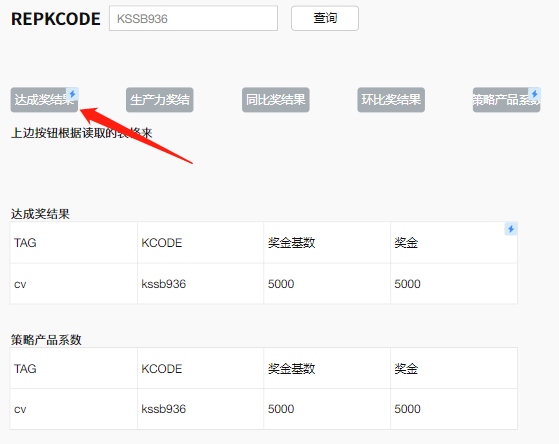 REPKCODE KSSB936 查询
达成奖结果 生产力奖结 同比奖结果 环比奖结果 策略产品系数
上边按钮根据读取的表格来
达成奖结果
TAG KCODE 奖金基数 奖金
cv kssb936 5000 5000
策略产品系数
TAG KCODE 奖金基数 奖金
cv kssb936 5000 5000